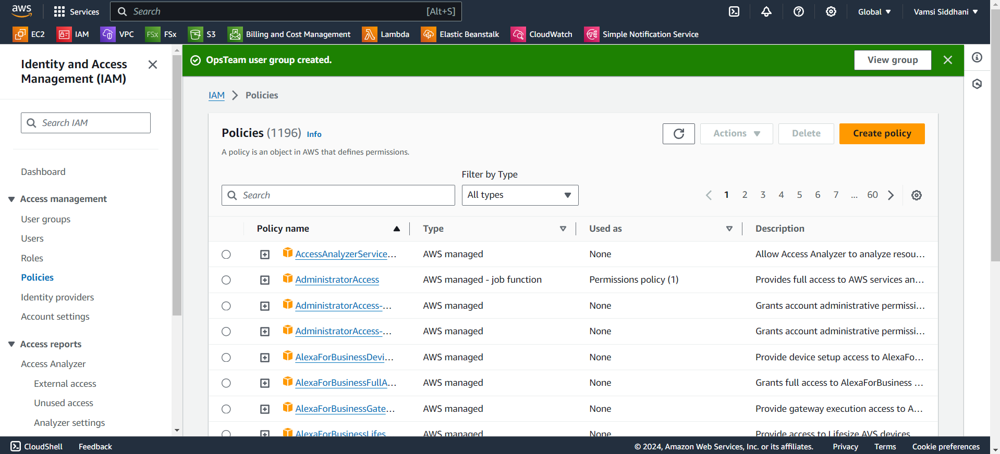 aws Services Search [Alt+S] Global Vamsi Siddhani
EC2 IAM VPC FSx FSx S3 Billing and Cost Management Lambda Elastic Beanstalk CloudWatch Simple Notification Service
Identity and Access
Management (IAM)
Search IAM
Dashboard
Access management
User groups
Users
Roles
Policies
Identity providers
Account settings
Access reports
Access Analyzer
External access
Unused access
Analyzer settings
OpsTeam user group created. View group
IAM Policies
Policies (1196) Info Actions Delete Create policy
A policy is an object in AWS that defines permissions.
Filter by Type
Search All types 1 2 3 4 5 6 7 ... 60
Policy name Type Used as Description
AccessAnalyzerService... AWS managed None Allow Access Analyzer to analyze resou...
AdministratorAccess AWS managed - job function Permissions policy (1) Provides full access to AWS services an...
AdministratorAccess-... AWS managed None Grants account administrative permissi...
AdministratorAccess-... AWS managed None Grants account administrative permissi...
AlexaForBusinessDevi... AWS managed None Provide device setup access to AlexaFo...
AlexaForBusinessFullA... AWS managed None Grants full access to AlexaForBusiness ...
AlexaForBusinessGate... AWS managed None Provide gateway execution access to A...
AlexaForBusinessLifes AWS managed None Provide access to Lifesize AVS devices
CloudShell Feedback © 2024, Amazon Web Services, Inc. or its affiliates. Privacy Terms Cookie preferences